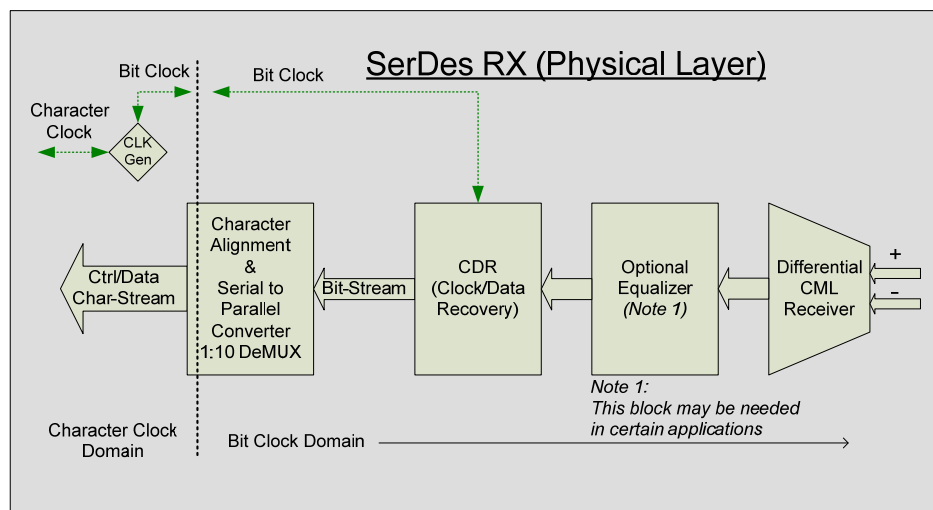 SerDes RX (Physical Layer)
Bit Clock
Bit Clock
Character
Clock
CLK
Gen
Character
Alignment
&
Serial to
Parallel
Converter
1:10 DeMUX
Ctrl/Data
Char-Stream
Bit-Stream
CDR
(Clock/Data
Recovery)
Optional
Equalizer
(Note 1)
Differential
CML
Receiver
+
-
Note 1:
This block may be needed
in certain applications
Character Clock
Domain
Bit Clock Domain